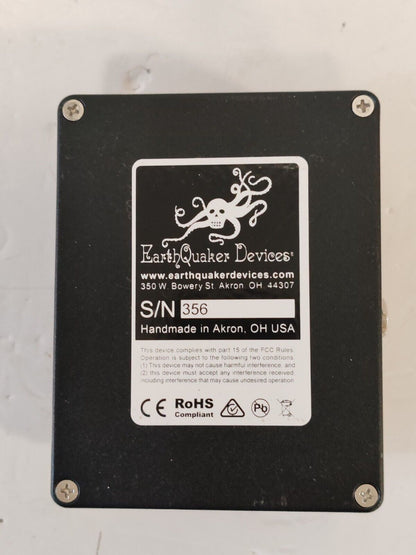 EarthQuaker Devices®
www.earthquakerdevices.com
350 W. Bowery St. Akron, OH. 44307
S/N 356
Handmade in Akron, OH USA
This device complies with part 15 of the FCC Rules.
Operation is subject to the following two conditions:
(1) This device may not cause harmful interference, and
(2) this device must accept any interference received,
including interference that may cause undesired operation
CE RoHS Compliant Pb